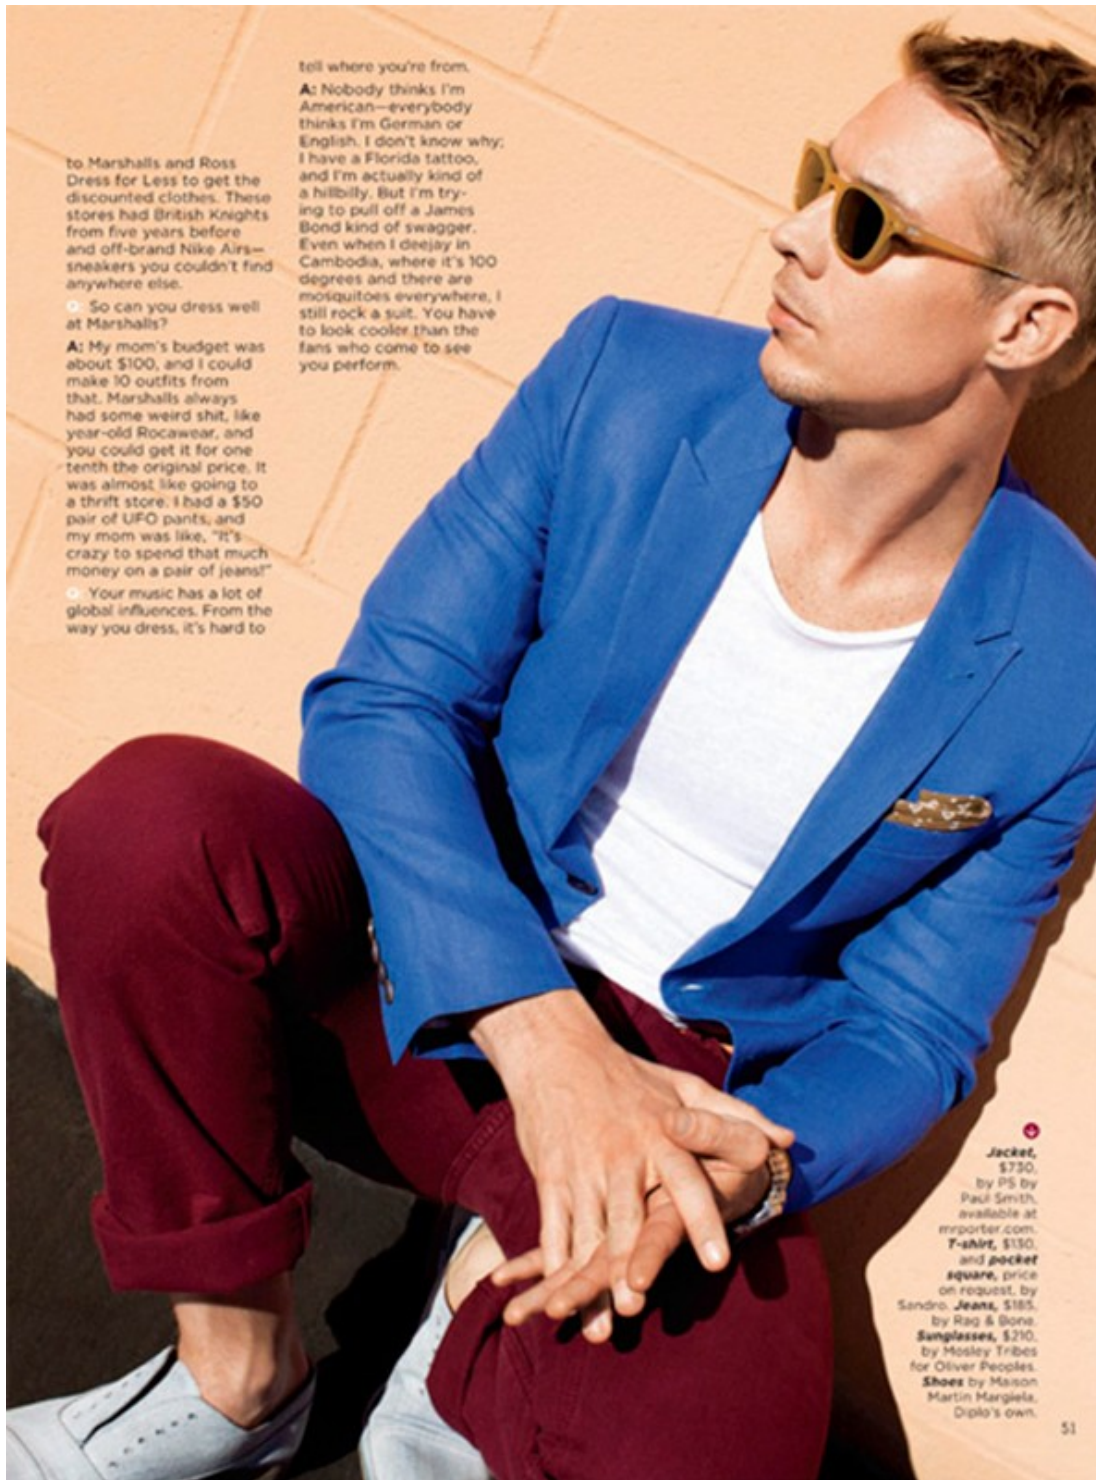 to Marshalls and Ross
Dress for Less to get the
discounted clothes. These
stores had British Knights
from five years before
and off-brand Nike Airs—
sneakers you couldn't find
anywhere else.
Q: So can you dress well
at Marshalls?
A: My mom's budget was
about $100, and I could
make 10 outfits from
that. Marshalls always
had some weird shit, like
year-old Rocawear, and
you could get it for one
tenth the original price. It
was almost like going to
a thrift store. I had a $50
pair of UFO pants, and
my mom was like, "It's
crazy to spend that much
money on a pair of jeans!"
Q: Your music has a lot of
global influences. From the
way you dress, it's hard to
tell where you're from.
A: Nobody thinks I'm
American—everybody
thinks I'm German or
English. I don't know why;
I have a Florida tattoo,
and I'm actually kind of
a hillbilly. But I'm try-
ing to pull off a James
Bond kind of swagger.
Even when I deejay in
Cambodia, where it's 100
degrees and there are
mosquitoes everywhere, I
still rock a suit. You have
to look cooler than the
fans who come to see
you perform.
Jacket,
$730,
by PS by
Paul Smith,
available at
mrporter.com.
T-shirt, $130,
and pocket
square, price
on request, by
Sandro. Jeans, $185,
by Rag & Bone.
Sunglasses, $210,
by Mosley Tribes
for Oliver Peoples.
Shoes by Maison
Martin Margiela,
Diplo's own.
51